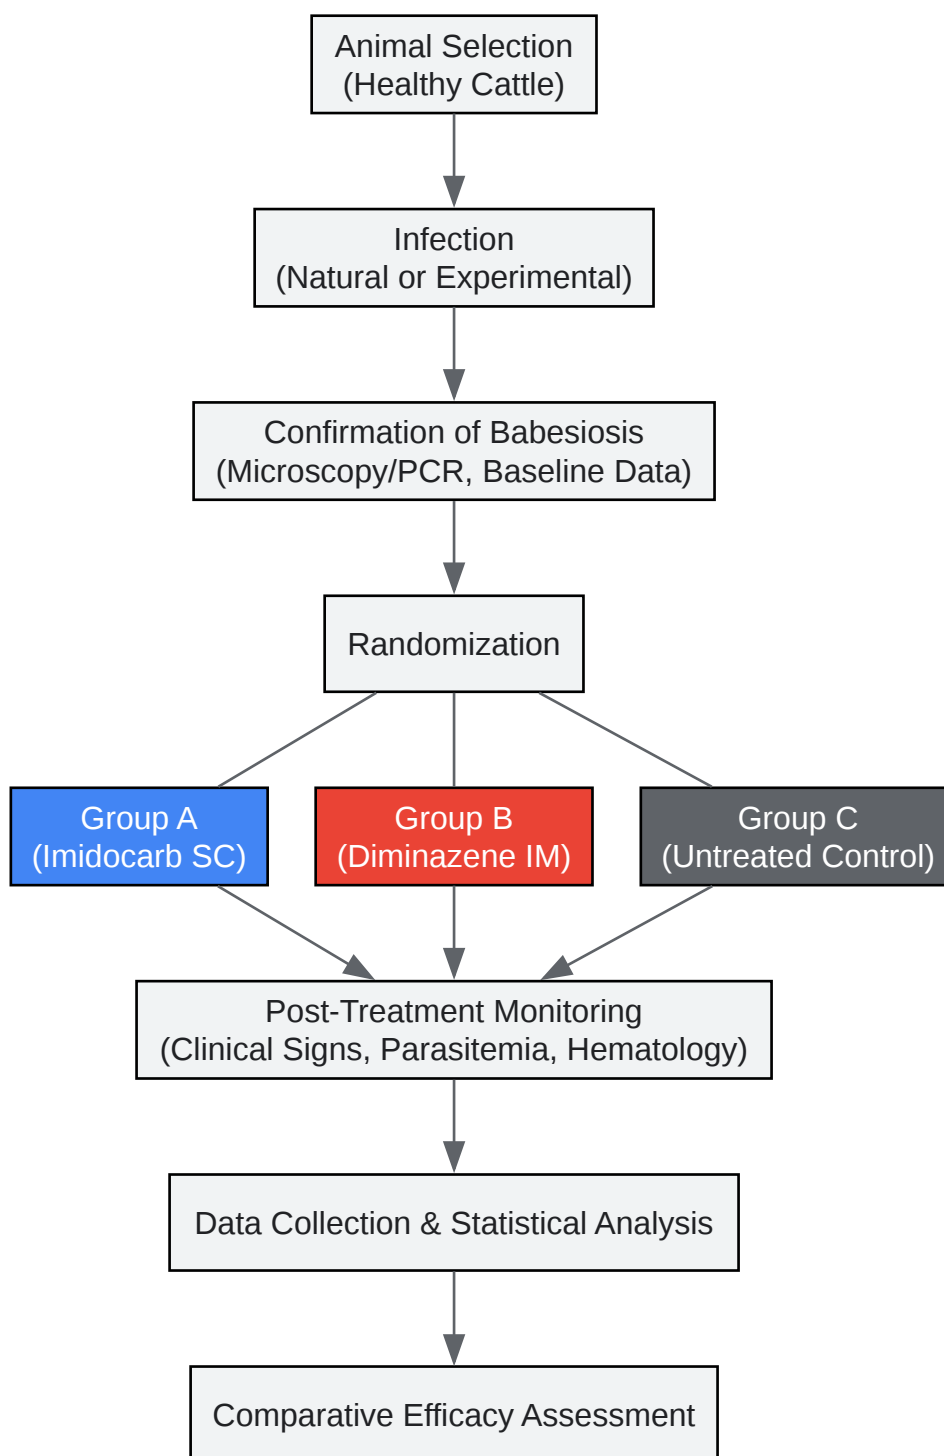 Animal Selection
(Healthy Cattle)
Infection
(Natural or Experimental)
Confirmation of Babesiosis
(Microscopy/PCR, Baseline Data)
Randomization
Group A
(Imidocarb SC)
Group B
(Diminazene IM)
Group C
(Untreated Control)
Post-Treatment Monitoring
(Clinical Signs, Parasitemia, Hematology)
Data Collection & Statistical Analysis
Comparative Efficacy Assessment